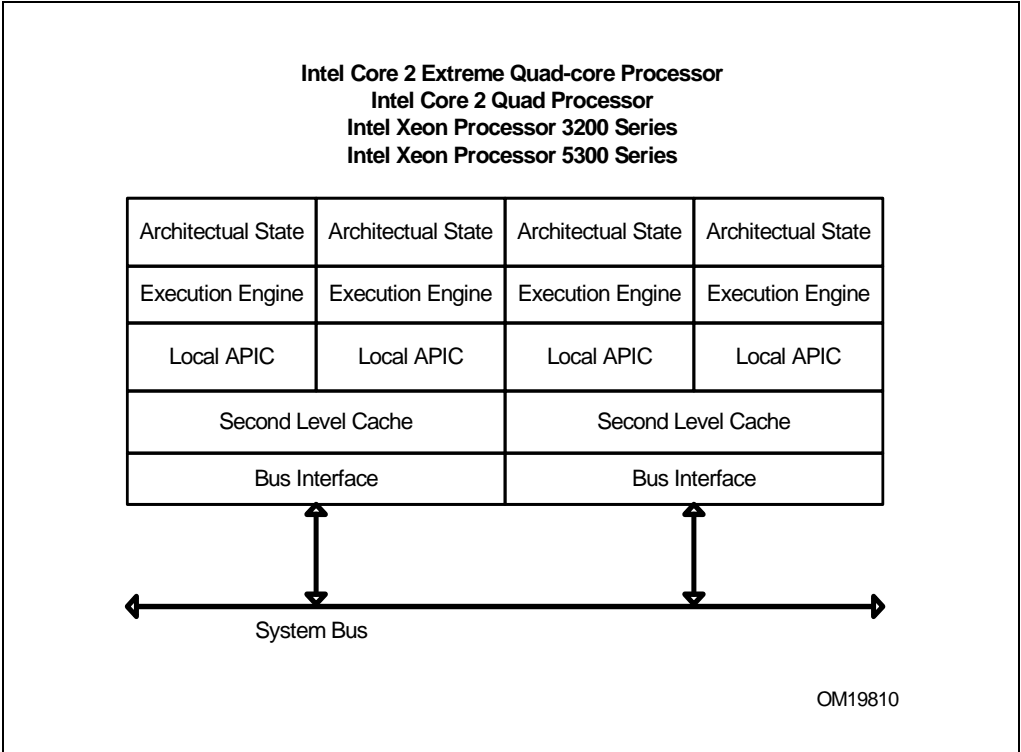 Intel Core 2 Extreme Quad-core Processor
Intel Core 2 Quad Processor
Intel Xeon Processor 3200 Series
Intel Xeon Processor 5300 Series
Architectual State Architectual State Architectual State Architectual State
Execution Engine Execution Engine Execution Engine Execution Engine
Local APIC Local APIC Local APIC Local APIC
Second Level Cache Second Level Cache
Bus Interface Bus Interface
System Bus
OM19810